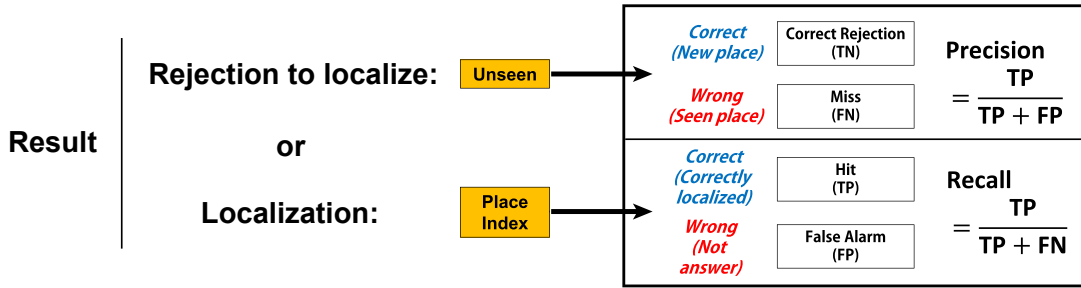 Result
Rejection to localize:
or
Localization:
Unseen
Place
Index
Correct
(New place)
Correct Rejection
(TN)
Wrong
(Seen place)
Miss
(FN)
Precision
= TP
TP + FP
Correct
(Correctly
localized)
Hit
(TP)
Wrong
(Not
answer)
False Alarm
(FP)
Recall
= TP
TP + FN